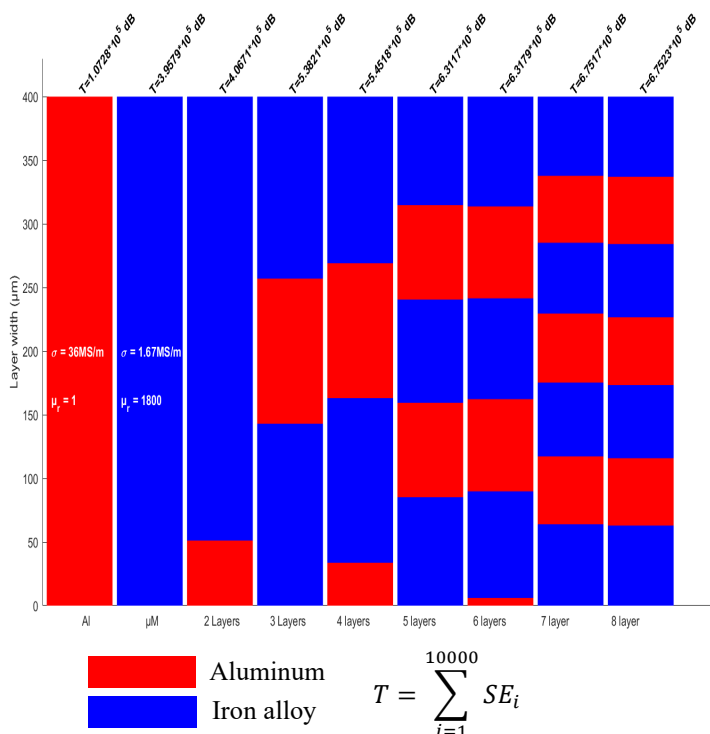 T=1.0728*10^5 dB
T=3.9579*10^5 dB
T=4.0671*10^5 dB
T=5.3821*10^5 dB
T=5.4518*10^5 dB
T=6.3117*10^5 dB
T=6.3179*10^5 dB
T=6.7517*10^5 dB
T=6.7523*10^5 dB
Layer width (µm)
400
350
300
250
200
150
100
50
0
σ = 36MS/m
μ_r = 1
σ = 1.67MS/m
μ_r = 1800
Al
µM
2 Layers
3 Layers
4 layers
5 layers
6 layers
7 layer
8 layer
Aluminum
Iron alloy
10000
T = ∑ SE_i
i=1